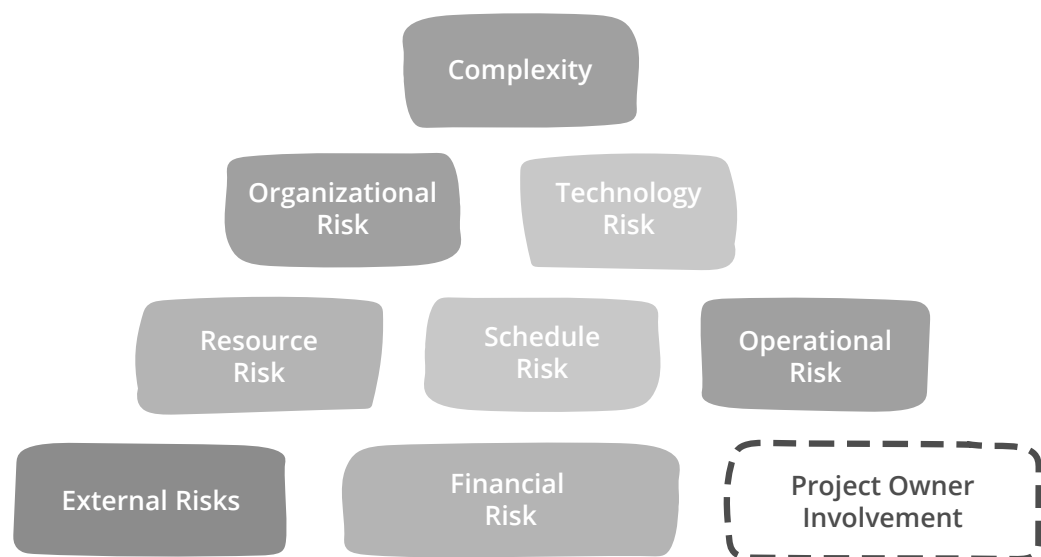 Complexity
Organizational
Risk
Technology
Risk
Resource
Risk
Schedule
Risk
Operational
Risk
External Risks
Financial
Risk
Project Owner
Involvement